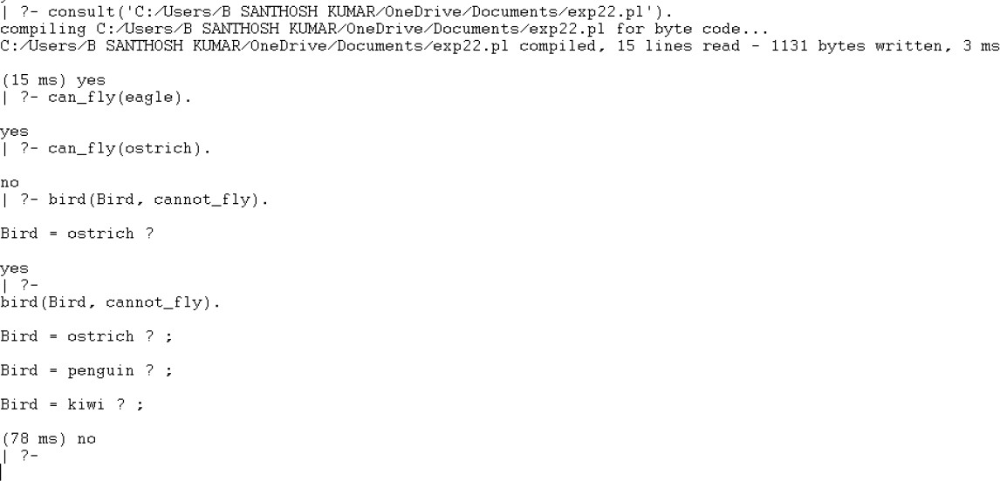 | ?- consult('C:/Users/B SANTHOSH KUMAR/OneDrive/Documents/exp22.pl').
compiling C:/Users/B SANTHOSH KUMAR/OneDrive/Documents/exp22.pl for byte code...
C:/Users/B SANTHOSH KUMAR/OneDrive/Documents/exp22.pl compiled, 15 lines read - 1131 bytes written, 3 ms
(15 ms) yes
| ?- can_fly(eagle).
yes
| ?- can_fly(ostrich).
no
| ?- bird(Bird, cannot_fly).
Bird = ostrich ?
yes
| ?-
bird(Bird, cannot_fly).
Bird = ostrich ? ;
Bird = penguin ? ;
Bird = kiwi ? ;
(78 ms) no
| ?-